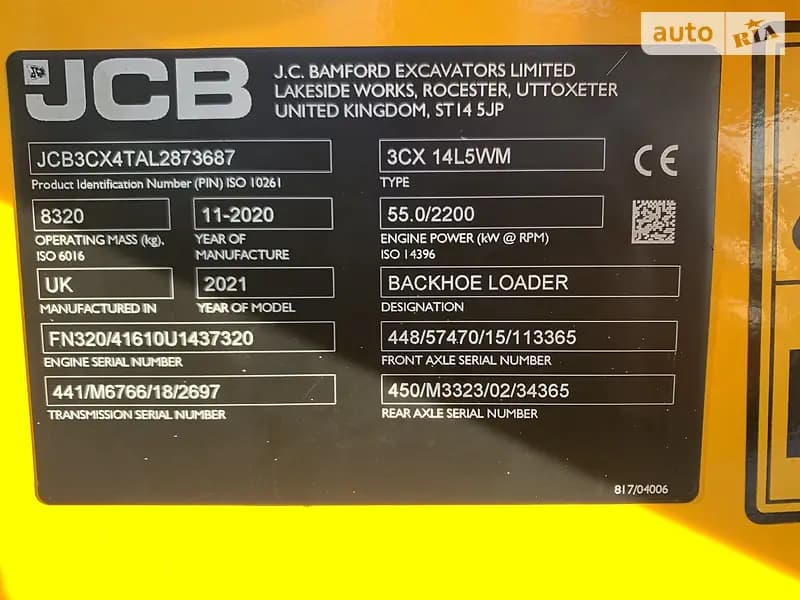 auto RIA
JCB
J.C. BAMFORD EXCAVATORS LIMITED
LAKESIDE WORKS, ROCESTER, UTTOXETER
UNITED KINGDOM, ST14 5JP
JCB3CX4TAL2873687
Product Identification Number (PIN) ISO 10261
3CX 14L5WM
TYPE
CE
8320
OPERATING MASS (kg),
ISO 6016
11-2020
YEAR OF
MANUFACTURE
55.0/2200
ENGINE POWER (kW @ RPM)
ISO 14396
UK
MANUFACTURED IN
2021
YEAR OF MODEL
BACKHOE LOADER
DESIGNATION
FN320/41610U1437320
ENGINE SERIAL NUMBER
448/57470/15/113365
FRONT AXLE SERIAL NUMBER
441/M6766/18/2697
TRANSMISSION SERIAL NUMBER
450/M3323/02/34365
REAR AXLE SERIAL NUMBER
817/04006